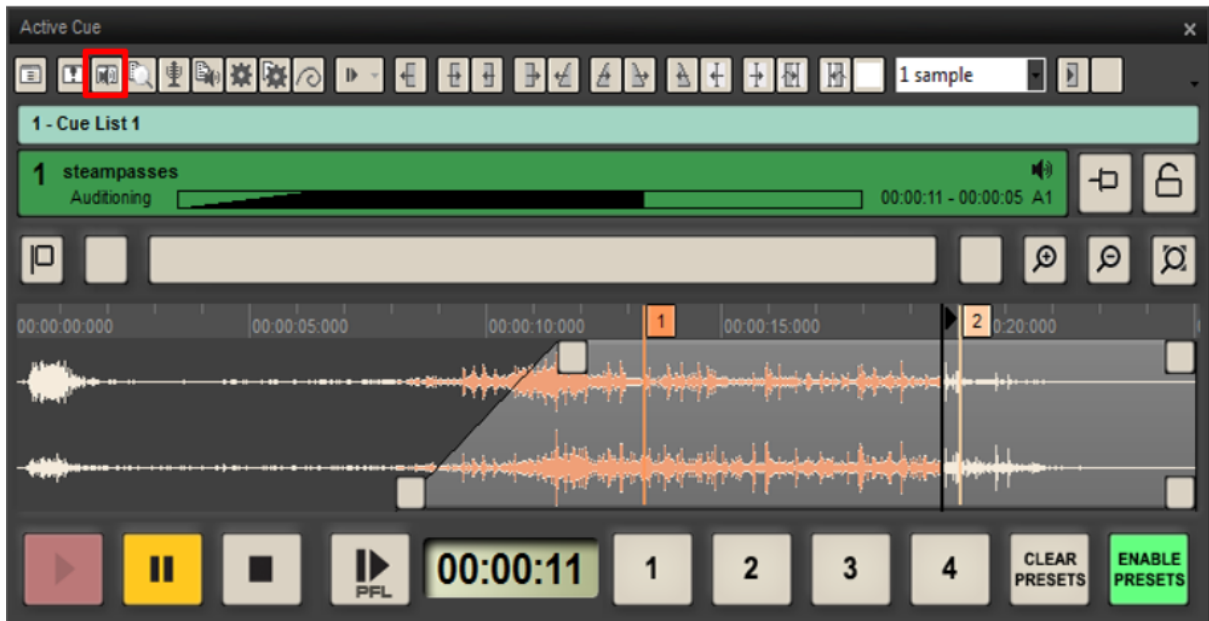 Active Cue
1 sample
1 - Cue List 1
1 steampasses
Auditioning 00:00:11 - 00:00:05 A1
00:00:00:000 00:00:05:000 00:00:10:000 1 00:00:15:000 2 0:20:000
PFL 00:00:11 1 2 3 4 CLEAR PRESETS ENABLE PRESETS